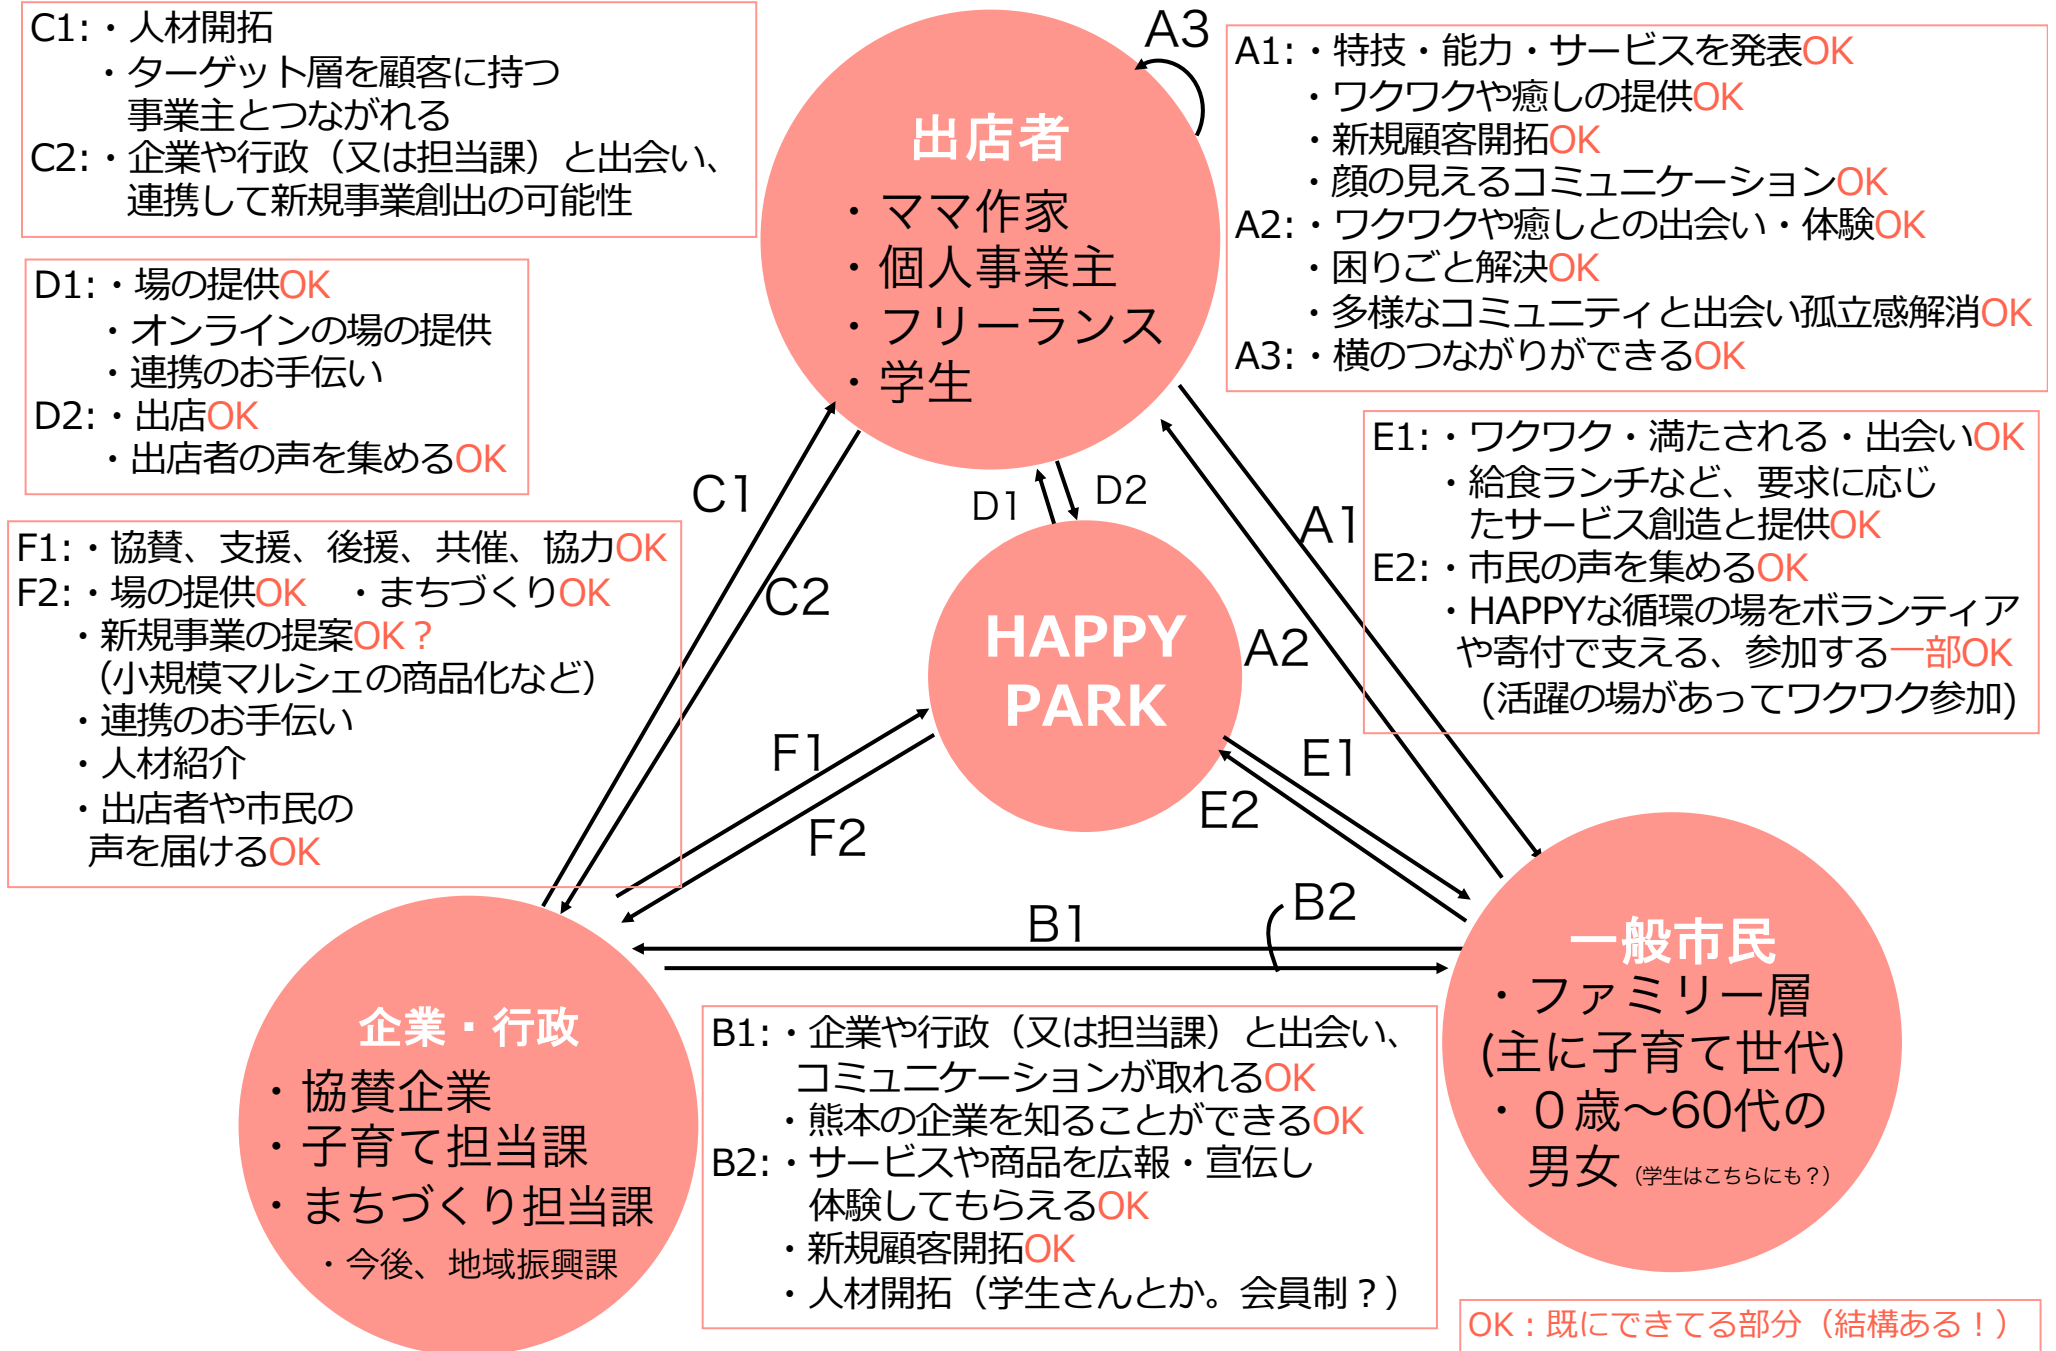 C1:・人材開拓
・ターゲット層を顧客に持つ
事業主とつながれる
C2:・企業や行政（又は担当課）と出会い、
連携して新規事業創出の可能性
D1:・場の提供OK
・オンラインの場の提供
・連携のお手伝い
D2:・出店OK
・出店者の声を集めるOK
F1:・協賛、支援、後援、共催、協力OK
F2:・場の提供OK　・まちづくりOK
・新規事業の提案OK？
（小規模マルシェの商品化など）
・連携のお手伝い
・人材紹介
・出店者や市民の
声を届けるOK
出店者
・ママ作家
・個人事業主
・フリーランス
・学生
A3
A1:・特技・能力・サービスを発表OK
・ワクワクや癒しの提供OK
・新規顧客開拓OK
・顔の見えるコミュニケーションOK
A2:・ワクワクや癒しとの出会い・体験OK
・困りごと解決OK
・多様なコミュニティと出会い孤立感解消OK
A3:・横のつながりができるOK
E1:・ワクワク・満たされる・出会いOK
・給食ランチなど、要求に応じ
たサービス創造と提供OK
E2:・市民の声を集めるOK
・HAPPYな循環の場をボランティア
や寄付で支える、参加する一部OK
(活躍の場があってワクワク参加)
C1
C2
D1
D2
A1
A2
HAPPY
PARK
F1
F2
E1
E2
B1
B2
企業・行政
・協賛企業
・子育て担当課
・まちづくり担当課
・今後、地域振興課
B1:・企業や行政（又は担当課）と出会い、
コミュニケーションが取れるOK
・熊本の企業を知ることができるOK
B2:・サービスや商品を広報・宣伝し
体験してもらえるOK
・新規顧客開拓OK
・人材開拓（学生さんとか。会員制？）
一般市民
・ファミリー層
(主に子育て世代)
・０歳〜60代の
男女（学生はこちらにも？）
OK：既にできてる部分（結構ある！）